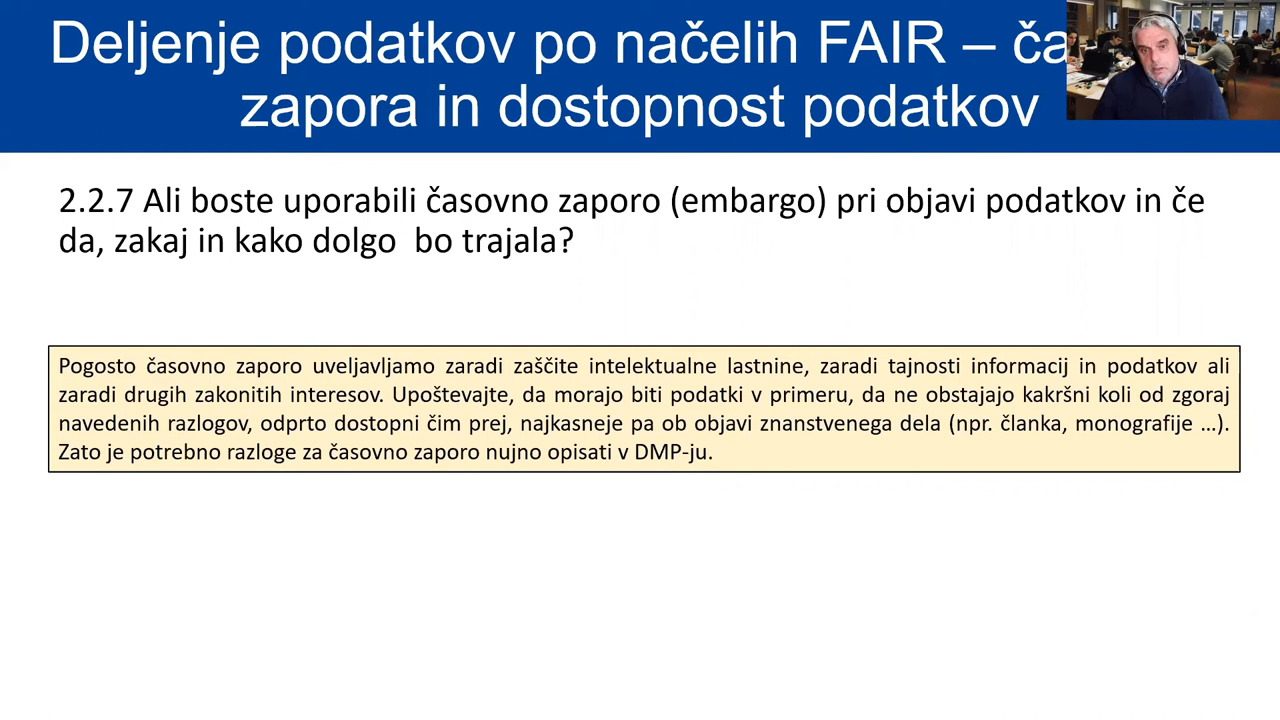 Deljenje podatkov po načelih FAIR –
zapora in dostopnost podatkov
2.2.7 Ali boste uporabili časovno zaporo (embargo) pri objavi podatkov in če
da, zakaj in kako dolgo bo trajala?
Pogosto časovno zaporo uveljavljamo zaradi zaščite intelektualne lastnine, zaradi tajnosti informacij in podatkov ali
zaradi drugih zakonitih interesov. Upoštevajte, da morajo biti podatki v primeru, da ne obstajajo kakršni koli od zgoraj
navedenih razlogov, odprto dostopni čim prej, najkasneje pa ob objavi znanstvenega dela (npr. članka, monografije …).
Zato je potrebno razloge za časovno zaporo nujno opisati v DMP-ju.